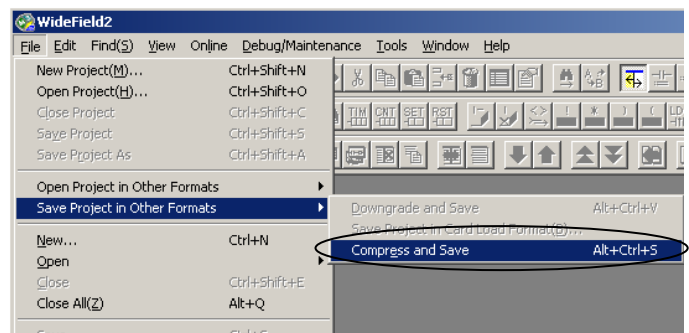 WideField2
File Edit Find(S) View Online Debug/Maintenance Tools Window Help
New Project(M)... Ctrl+Shift+N
Open Project(H)... Ctrl+Shift+O
Close Project Ctrl+Shift+C
Save Project Ctrl+Shift+S
Save Project As Ctrl+Shift+A
TIM CNT SET RST
LD
Open Project in Other Formats
Save Project in Other Formats
Downgrade and Save Alt+Ctrl+V
Save Project in Card Load Format(B)...
Compress and Save Alt+Ctrl+S
New... Ctrl+N
Open
Close Ctrl+Shift+E
Close All(Z) Alt+Q